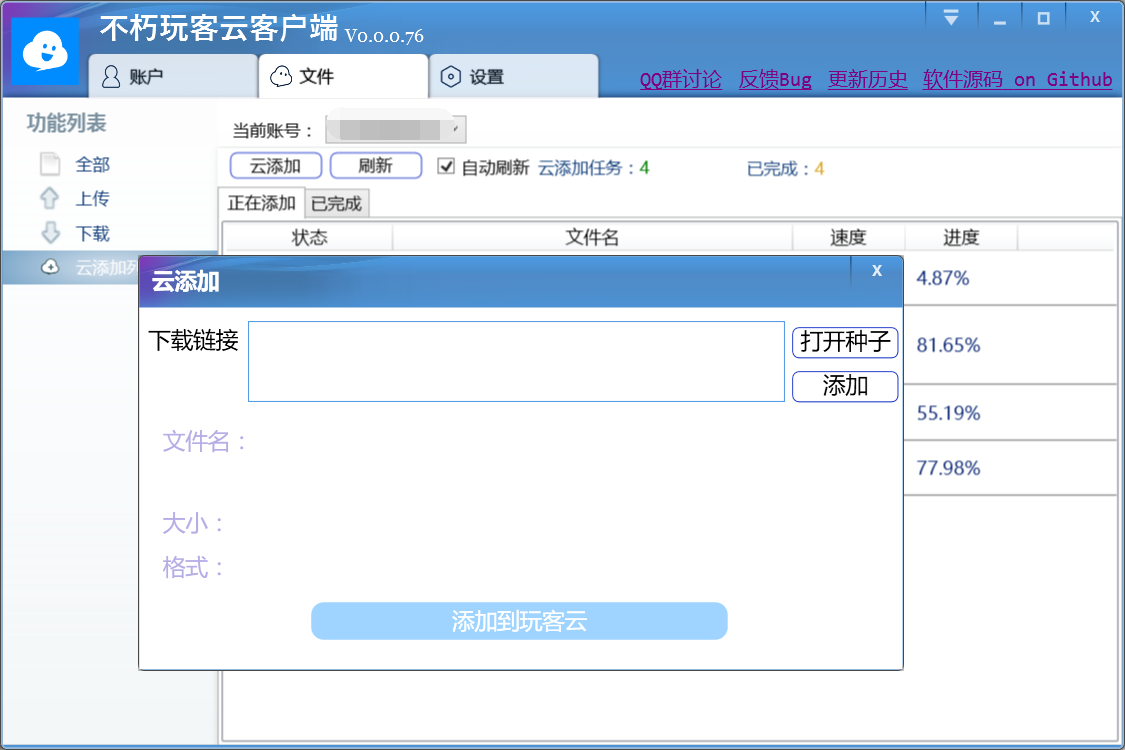 不朽玩客云客户端 V0.0.0.76
账户 文件 设置 QQ群讨论 反馈Bug 更新历史 软件源码 on Github
功能列表
全部
上传
下载
云添加列
当前账号：
云添加 刷新 自动刷新 云添加任务：4 已完成：4
正在添加 已完成
状态 文件名 速度 进度
4.87%
81.65%
55.19%
77.98%
云添加 X
下载链接 打开种子
添加
文件名：
大小：
格式：
添加到玩客云